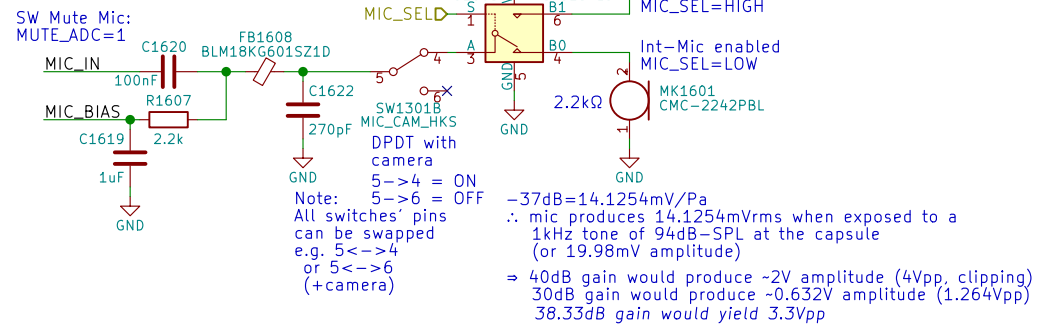 SW Mute Mic:
MUTE_ADC=1
MIC_IN
C1620
100nF
FB1608
BLM18KG601SZ1D
MIC_BIAS
R1607
2.2k
C1619
1uF
GND
C1622
270pF
GND
5
4
6
SW1301B
MIC_CAM_HKS
DPDT with
camera
5->4 = ON
5->6 = OFF
Note:
All switches' pins
can be swapped
e.g. 5<->4
or 5<->6
(+camera)
MIC_SEL
S
1
A
3
B1
6
B0
4
GND
5
GND
MIC_SEL=HIGH
Int-Mic enabled
MIC_SEL=LOW
2
2.2kΩ
MK1601
CMC-2242PBL
1
GND
-37dB=14.1254mV/Pa
∴ mic produces 14.1254mVrms when exposed to a
1kHz tone of 94dB-SPL at the capsule
(or 19.98mV amplitude)
⇒ 40dB gain would produce ~2V amplitude (4Vpp, clipping)
30dB gain would produce ~0.632V amplitude (1.264Vpp)
38.33dB gain would yield 3.3Vpp